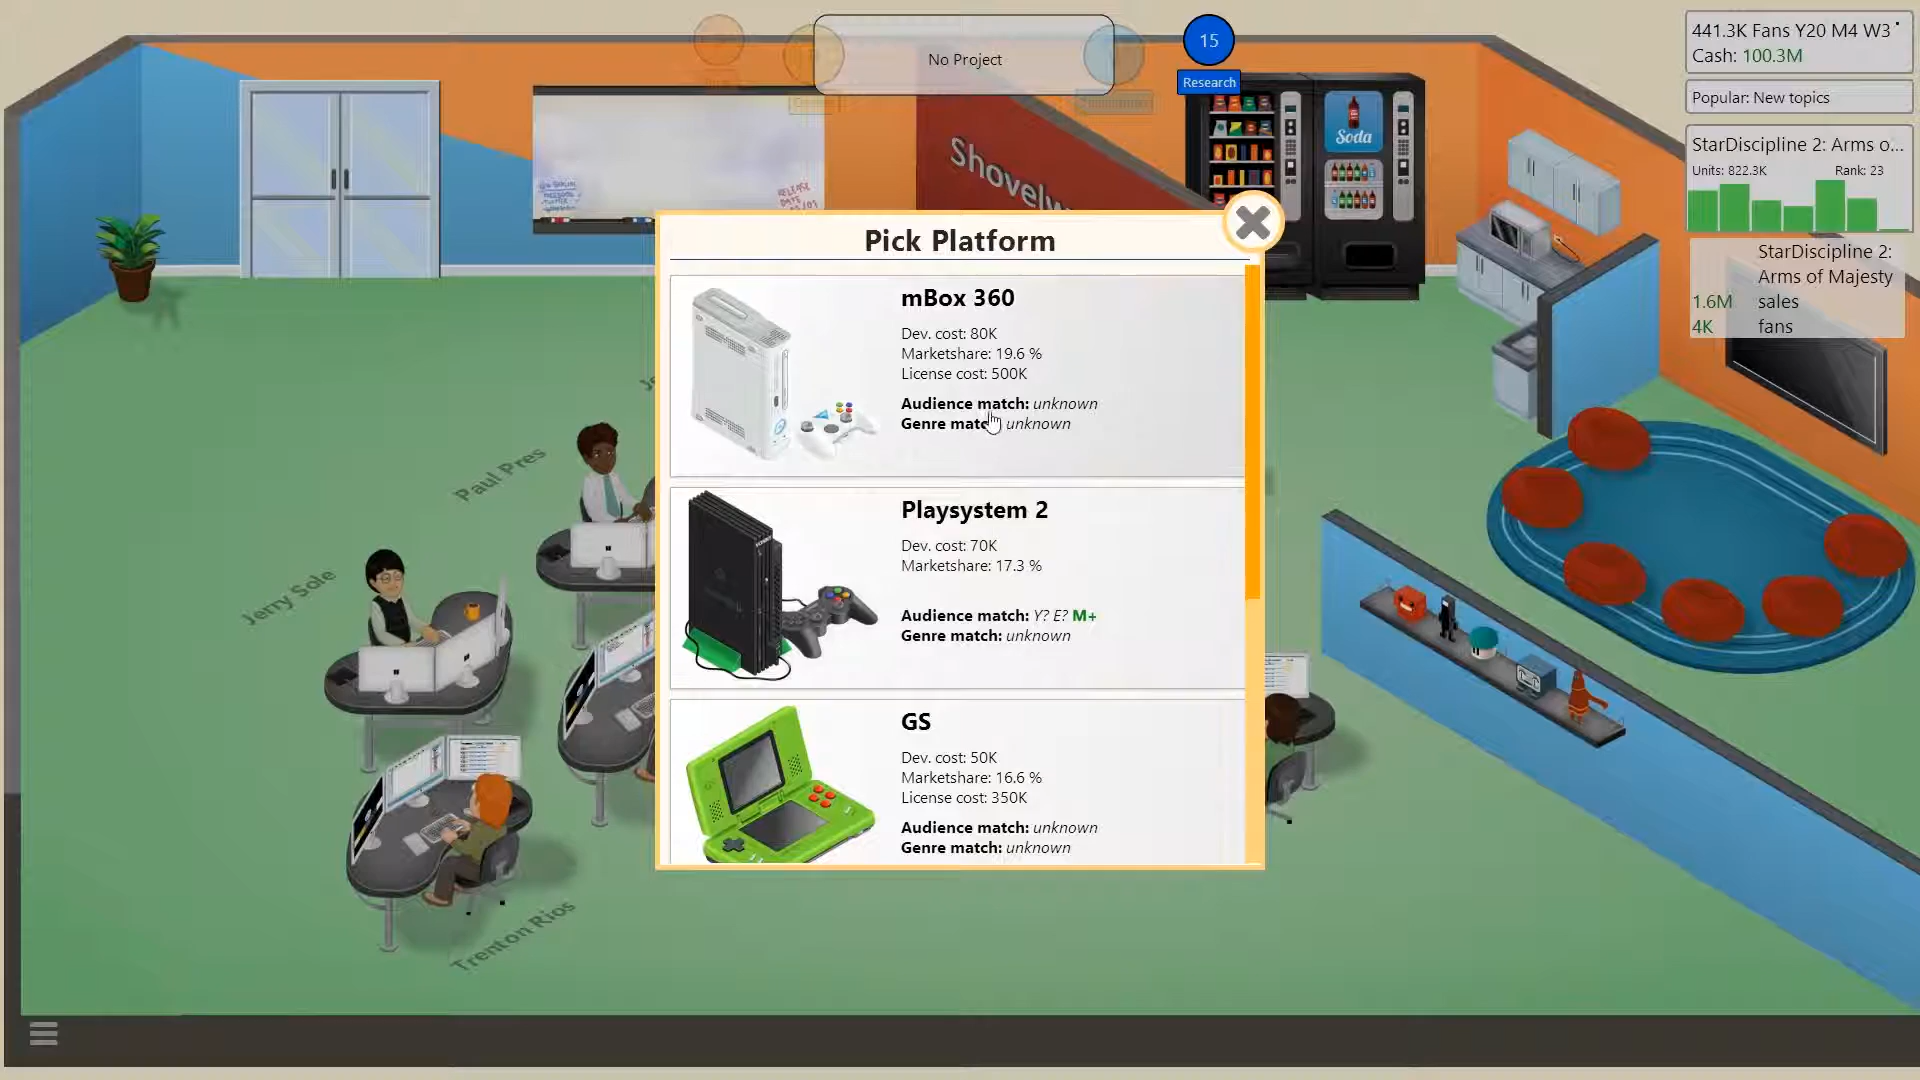 No Project
15
Research
441.3K Fans Y20 M4 W3
Cash: 100.3M
Popular: New topics
StarDiscipline 2: Arms o...
Units: 822.3K
Rank: 23
StarDiscipline 2:
Arms of Majesty
1.6M sales
4K fans
RELEASE
DATE
Soda
Pick Platform
mBox 360
Dev. cost: 80K
Marketshare: 19.6 %
License cost: 500K
Audience match: unknown
Genre match: unknown
Playsystem 2
Dev. cost: 70K
Marketshare: 17.3 %
Audience match: Y? E? M+
Genre match: unknown
GS
Dev. cost: 50K
Marketshare: 16.6 %
License cost: 350K
Audience match: unknown
Genre match: unknown
Paul Pres
Jerry Sole
Trenton Rios